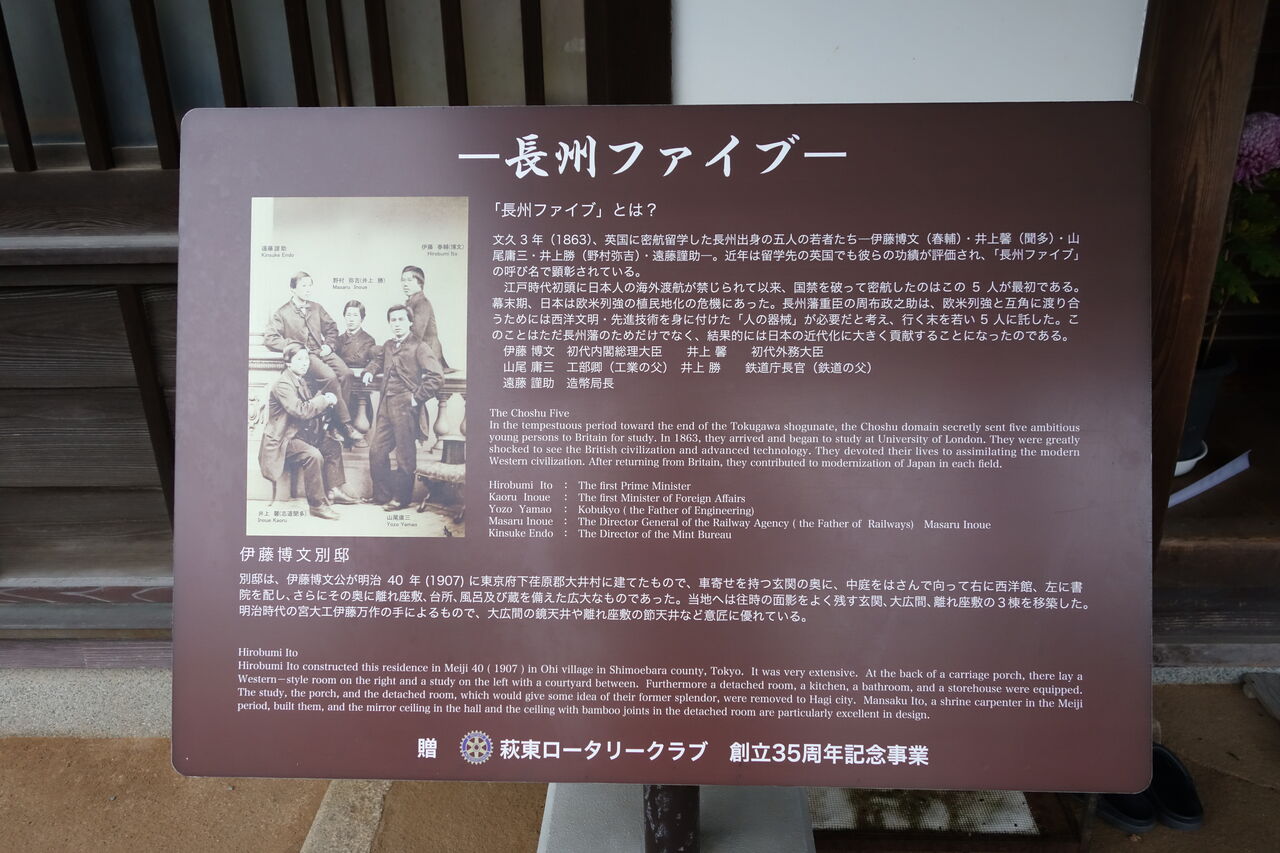 ―長州ファイブ―
「長州ファイブ」とは？
文久3年（1863）、英国に密航留学した長州出身の五人の若者たち―伊藤博文（春輔）・井上馨（聞多）・山
尾庸三・井上勝（野村弥吉）・遠藤謹助―。近年は留学先の英国でも彼らの功績が評価され、「長州ファイブ」
の呼び名で顕彰されている。
江戸時代初頭に日本人の海外渡航が禁じられて以来、国禁を破って密航したのはこの5人が最初である。
幕末期、日本は欧米列強の植民地化の危機にあった。長州藩重臣の周布政之助は、欧米列強と互角に渡り合
うためには西洋文明・先進技術を身に付けた「人の器械」が必要だと考え、行く末を若い5人に託した。こ
のことはただ長州藩のためだけでなく、結果的には日本の近代化に大きく貢献することになったのである。
伊藤 博文　初代内閣総理大臣　　井上 馨　　初代外務大臣
山尾 庸三　工部卿（工業の父）　井上 勝　　鉄道庁長官（鉄道の父）
遠藤 謹助　造幣局長
遠藤 謹助
Kinsuke Endo
伊藤 春輔(博文)
Hirobumi Ito
野村 弥吉(井上 勝)
Masaru Inoue
井上 馨(志道聞多)
Inoue Kaoru
山尾庸三
Yozo Yamao
The Choshu Five
In the tempestuous period toward the end of the Tokugawa shogunate, the Choshu domain secretly sent five ambitious
young persons to Britain for study. In 1863, they arrived and began to study at University of London. They were greatly
shocked to see the British civilization and advanced technology. They devoted their lives to assimilating the modern
Western civilization. After returning from Britain, they contributed to modernization of Japan in each field.
Hirobumi Ito : The first Prime Minister
Kaoru Inoue : The first Minister of Foreign Affairs
Yozo Yamao : Kobukyo ( the Father of Engineering)
Masaru Inoue : The Director General of the Railway Agency ( the Father of Railways) Masaru Inoue
Kinsuke Endo : The Director of the Mint Bureau
伊藤博文別邸
別邸は、伊藤博文公が明治 40 年 (1907) に東京府下荏原郡大井村に建てたもので、車寄せを持つ玄関の奥に、中庭をはさんで向って右に西洋館、左に書
院を配し、さらにその奥に離れ座敷、台所、風呂及び蔵を備えた広大なものであった。当地へは往時の面影をよく残す玄関、大広間、離れ座敷の3棟を移築した。
明治時代の宮大工伊藤万作の手によるもので、大広間の鏡天井や離れ座敷の節天井など意匠に優れている。
Hirobumi Ito
Hirobumi Ito constructed this residence in Meiji 40 ( 1907 ) in Ohi village in Shimoebara county, Tokyo. It was very extensive. At the back of a carriage porch, there lay a
Western－style room on the right and a study on the left with a courtyard between. Furthermore a detached room, a kitchen, a bathroom, and a storehouse were equipped.
The study, the porch, and the detached room, which would give some idea of their former splendor, were removed to Hagi city. Mansaku Ito, a shrine carpenter in the Meiji
period, built them, and the mirror ceiling in the hall and the ceiling with bamboo joints in the detached room are particularly excellent in design.
贈 萩東ロータリークラブ 創立35周年記念事業